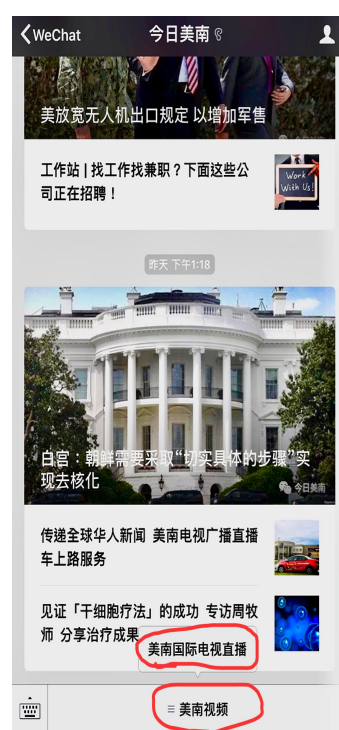 WeChat
今日美南
美放宽无人机出口规定 以增加军售
今日美南
工作站 | 找工作找兼职？下面这些公
司正在招聘！
Work
With Us!
昨天 下午1:18
白宫：朝鲜需要采取“切实具体的步骤”实
现去核化
今日美南
传递全球华人新闻 美南电视广播直播
车上路服务
见证「干细胞疗法」的成功 专访周牧
师 分享治疗成果
美南国际电视直播
美南视频